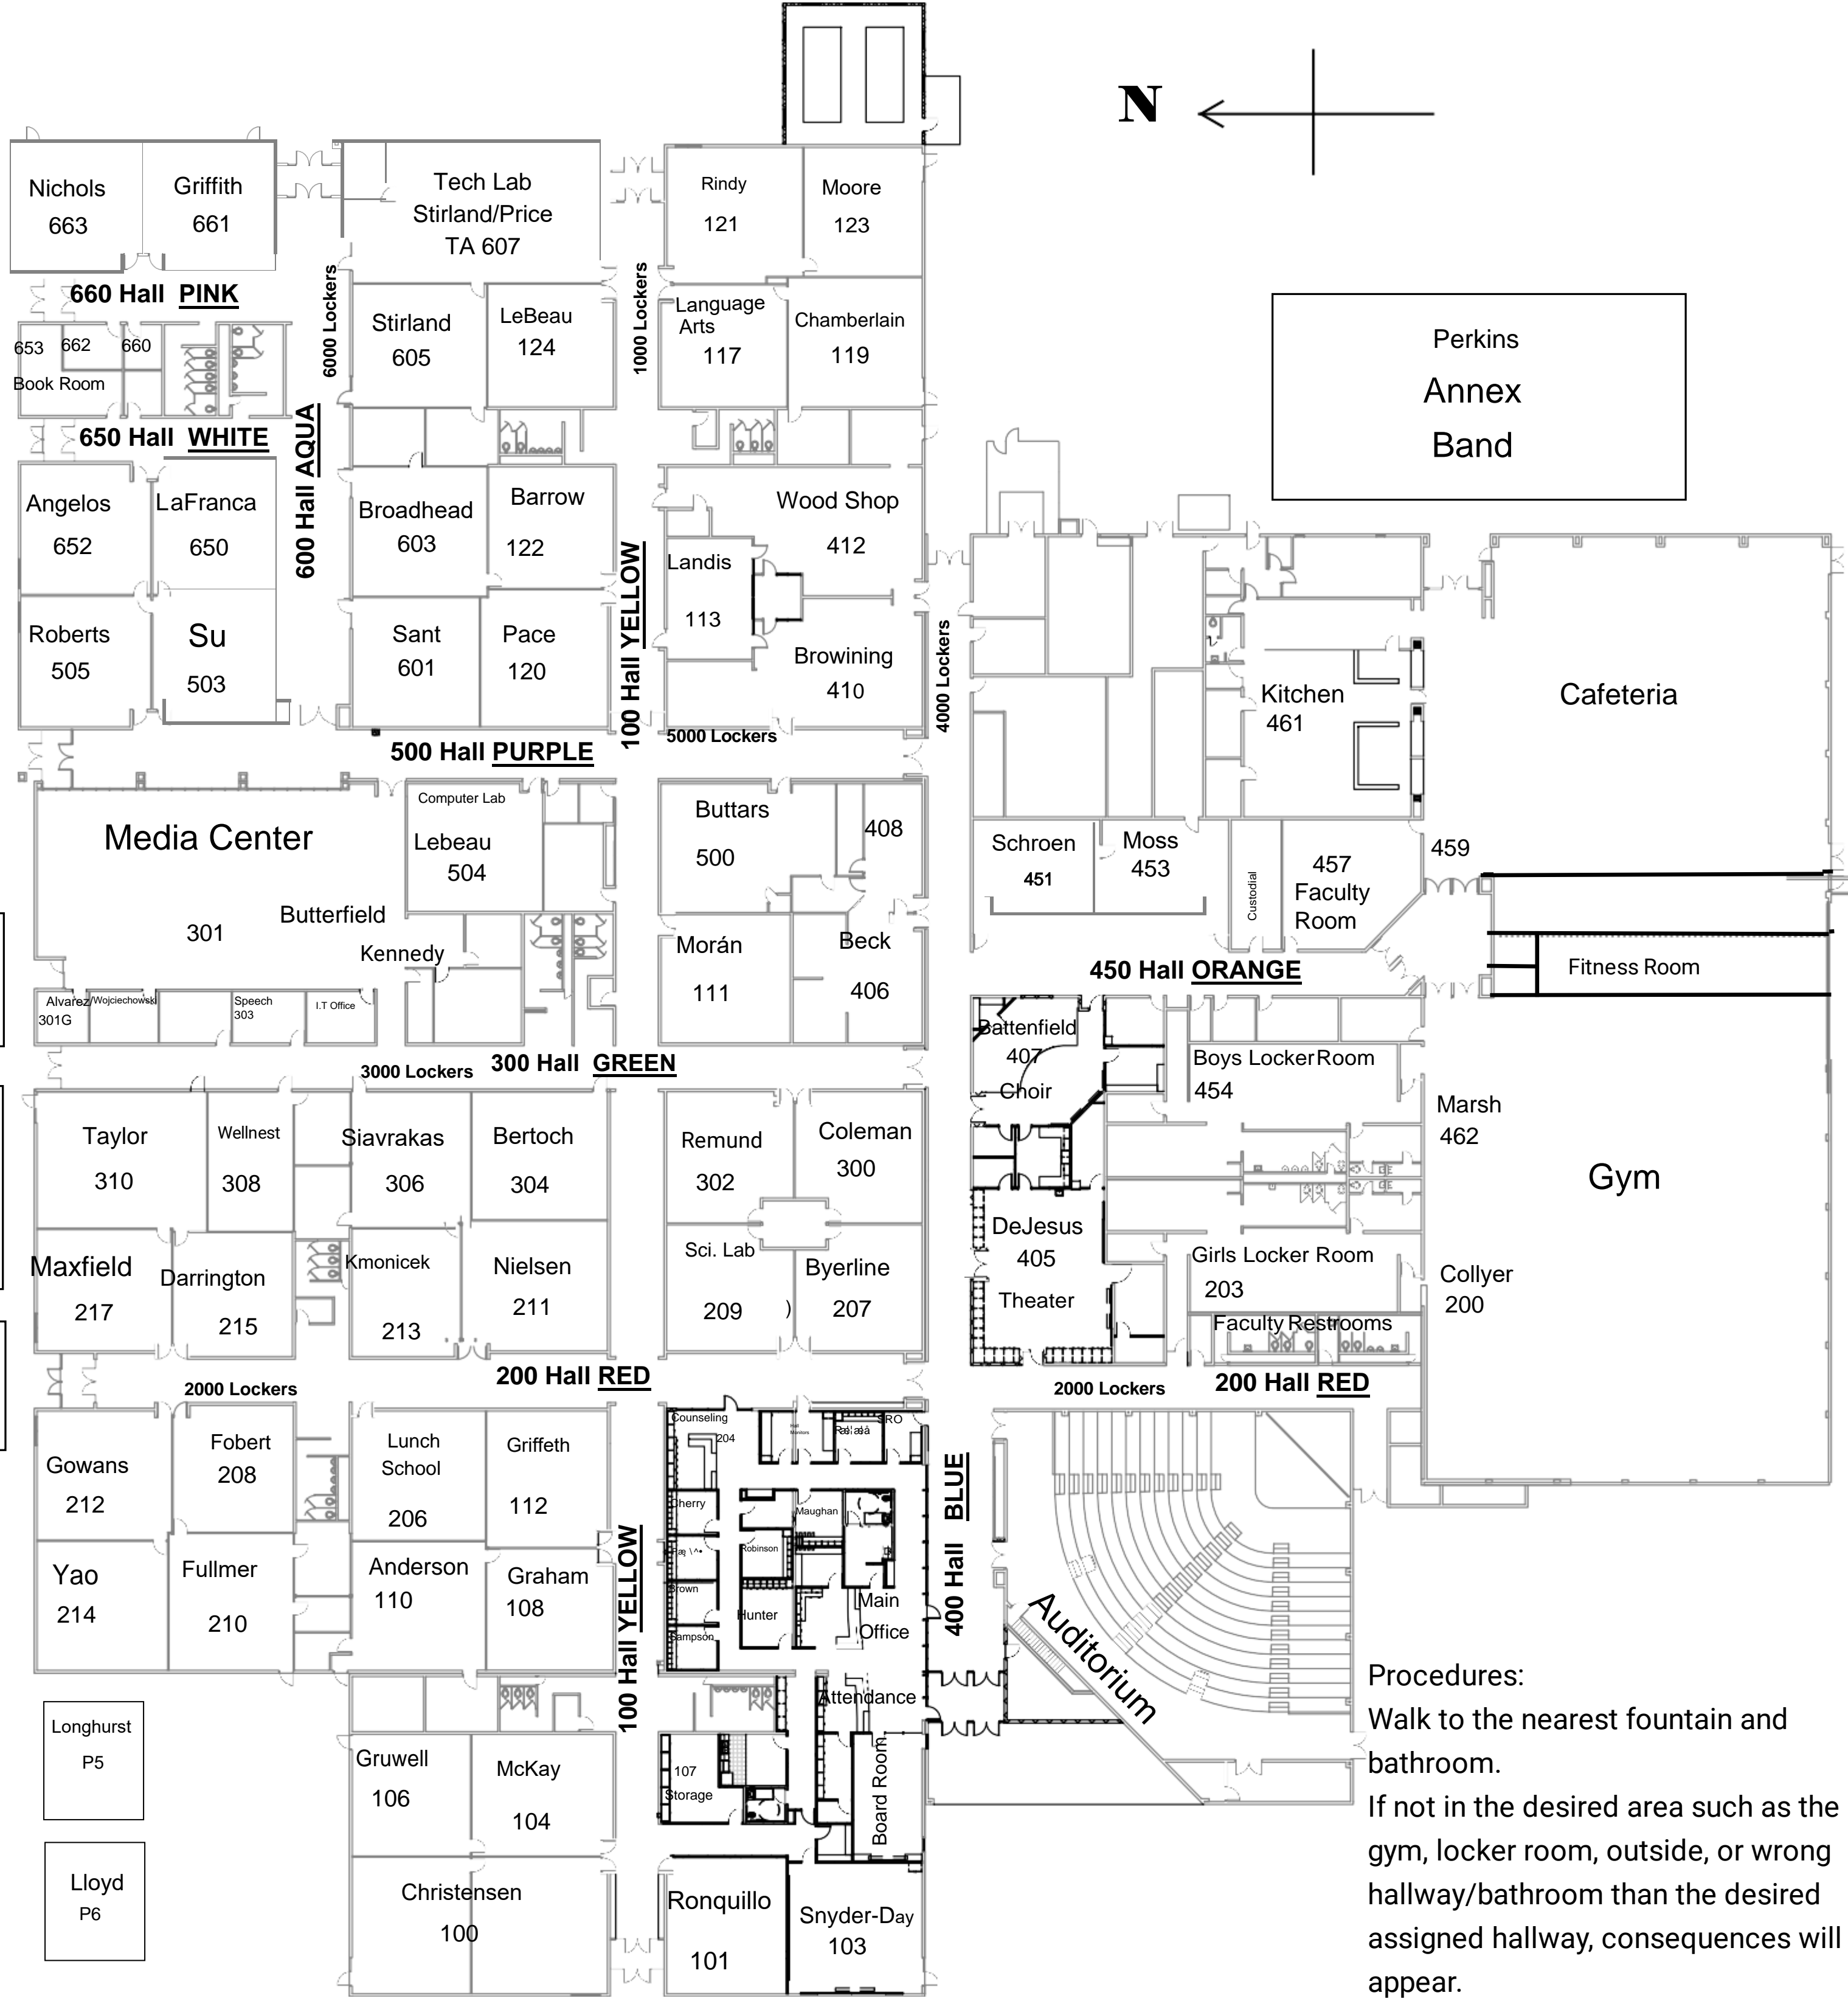 N
Nichols
663
Griffith
661
Tech Lab
Stirland/Price
TA 607
Rindy
121
Moore
123
660 Hall PINK
6000 Lockers
1000 Lockers
653
662
660
Book Room
Stirland
605
LeBeau
124
Language
Arts
117
Chamberlain
119
Perkins
Annex
Band
650 Hall WHITE
600 Hall AQUA
Angelos
652
LaFranca
650
Broadhead
603
Barrow
122
Wood Shop
412
Landis
113
Roberts
505
Su
503
Sant
601
Pace
120
100 Hall YELLOW
Browining
410
4000 Lockers
Kitchen
461
Cafeteria
5000 Lockers
500 Hall PURPLE
Media Center
301
Butterfield
Kennedy
Computer Lab
Lebeau
504
Buttars
500
408
Schroen
451
Moss
453
Custodial
457
Faculty
Room
459
Morán
111
Beck
406
450 Hall ORANGE
Fitness Room
Alvarez/Wojciechowski
301G
Speech
303
I.T Office
3000 Lockers
300 Hall GREEN
Battenfield
407
Choir
Boys LockerRoom
454
Marsh
462
Gym
Taylor
310
Wellnest
308
Siavrakas
306
Bertoch
304
Remund
302
Coleman
300
Maxfield
217
Darrington
215
Kmonicek
213
Nielsen
211
Sci. Lab
209
)
Byerline
207
DeJesus
405
Theater
Girls Locker Room
203
Collyer
200
Faculty Restrooms
2000 Lockers
200 Hall RED
2000 Lockers
200 Hall RED
Gowans
212
Fobert
208
Lunch
School
206
Griffeth
112
Counseling
204
Hall
Monitors
SRO
Cherry
Maughan
Robinson
Brown
Hunter
Sampson
Main
Office
400 Hall BLUE
Auditorium
Yao
214
Fullmer
210
Anderson
110
Graham
108
100 Hall YELLOW
Attendance
Longhurst
P5
Gruwell
106
McKay
104
107
Storage
Board Room
Lloyd
P6
Christensen
100
Ronquillo
101
Snyder-Day
103
Procedures:
Walk to the nearest fountain and
bathroom.
If not in the desired area such as the
gym, locker room, outside, or wrong
hallway/bathroom than the desired
assigned hallway, consequences will
appear.